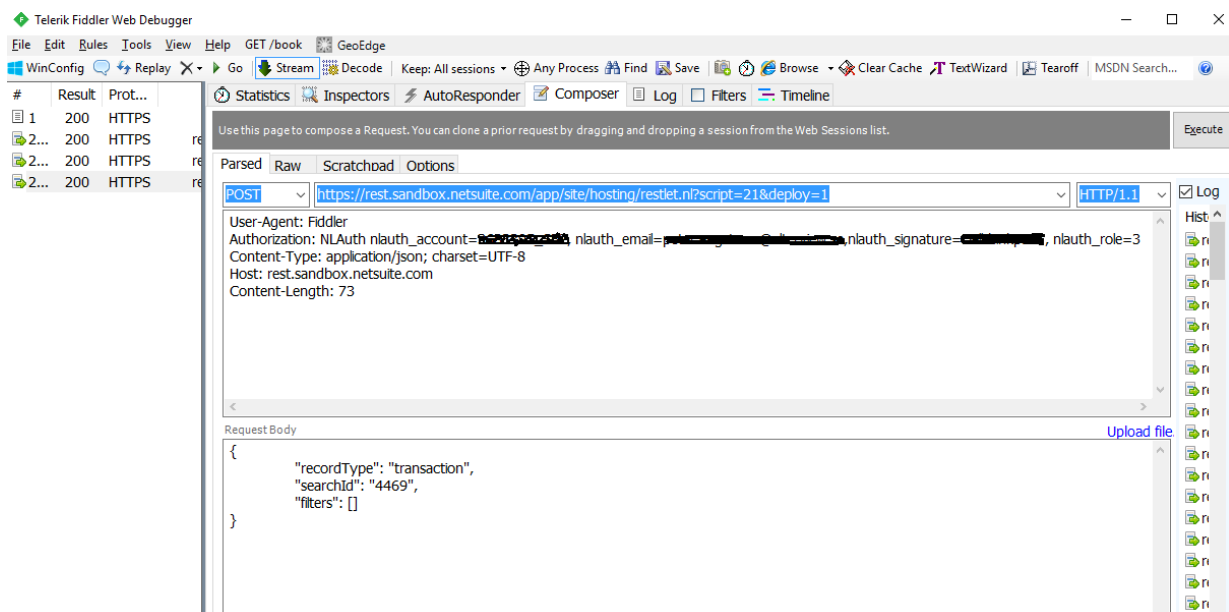 Telerik Fiddler Web Debugger
File Edit Rules Tools View Help GET /book GeoEdge
WinConfig Replay Go Stream Decode Keep: All sessions Any Process Find Save Browse Clear Cache TextWizard Tearoff MSDN Search...
# Result Prot... Statistics Inspectors AutoResponder Composer Log Filters Timeline
1 200 HTTPS
2... 200 HTTPS re
2... 200 HTTPS re
2... 200 HTTPS re
Use this page to compose a Request. You can clone a prior request by dragging and dropping a session from the Web Sessions list.
Execute
Parsed Raw Scratchpad Options
POST https://rest.sandbox.netsuite.com/app/site/hosting/restlet.nl?script=21&deploy=1 HTTP/1.1 Log
User-Agent: Fiddler
Authorization: NLAuth nlauth_account= , nlauth_email= ,nlauth_signature= , nlauth_role=3
Content-Type: application/json; charset=UTF-8
Host: rest.sandbox.netsuite.com
Content-Length: 73
Request Body
Upload file
{
"recordType": "transaction",
"searchId": "4469",
"filters": []
}